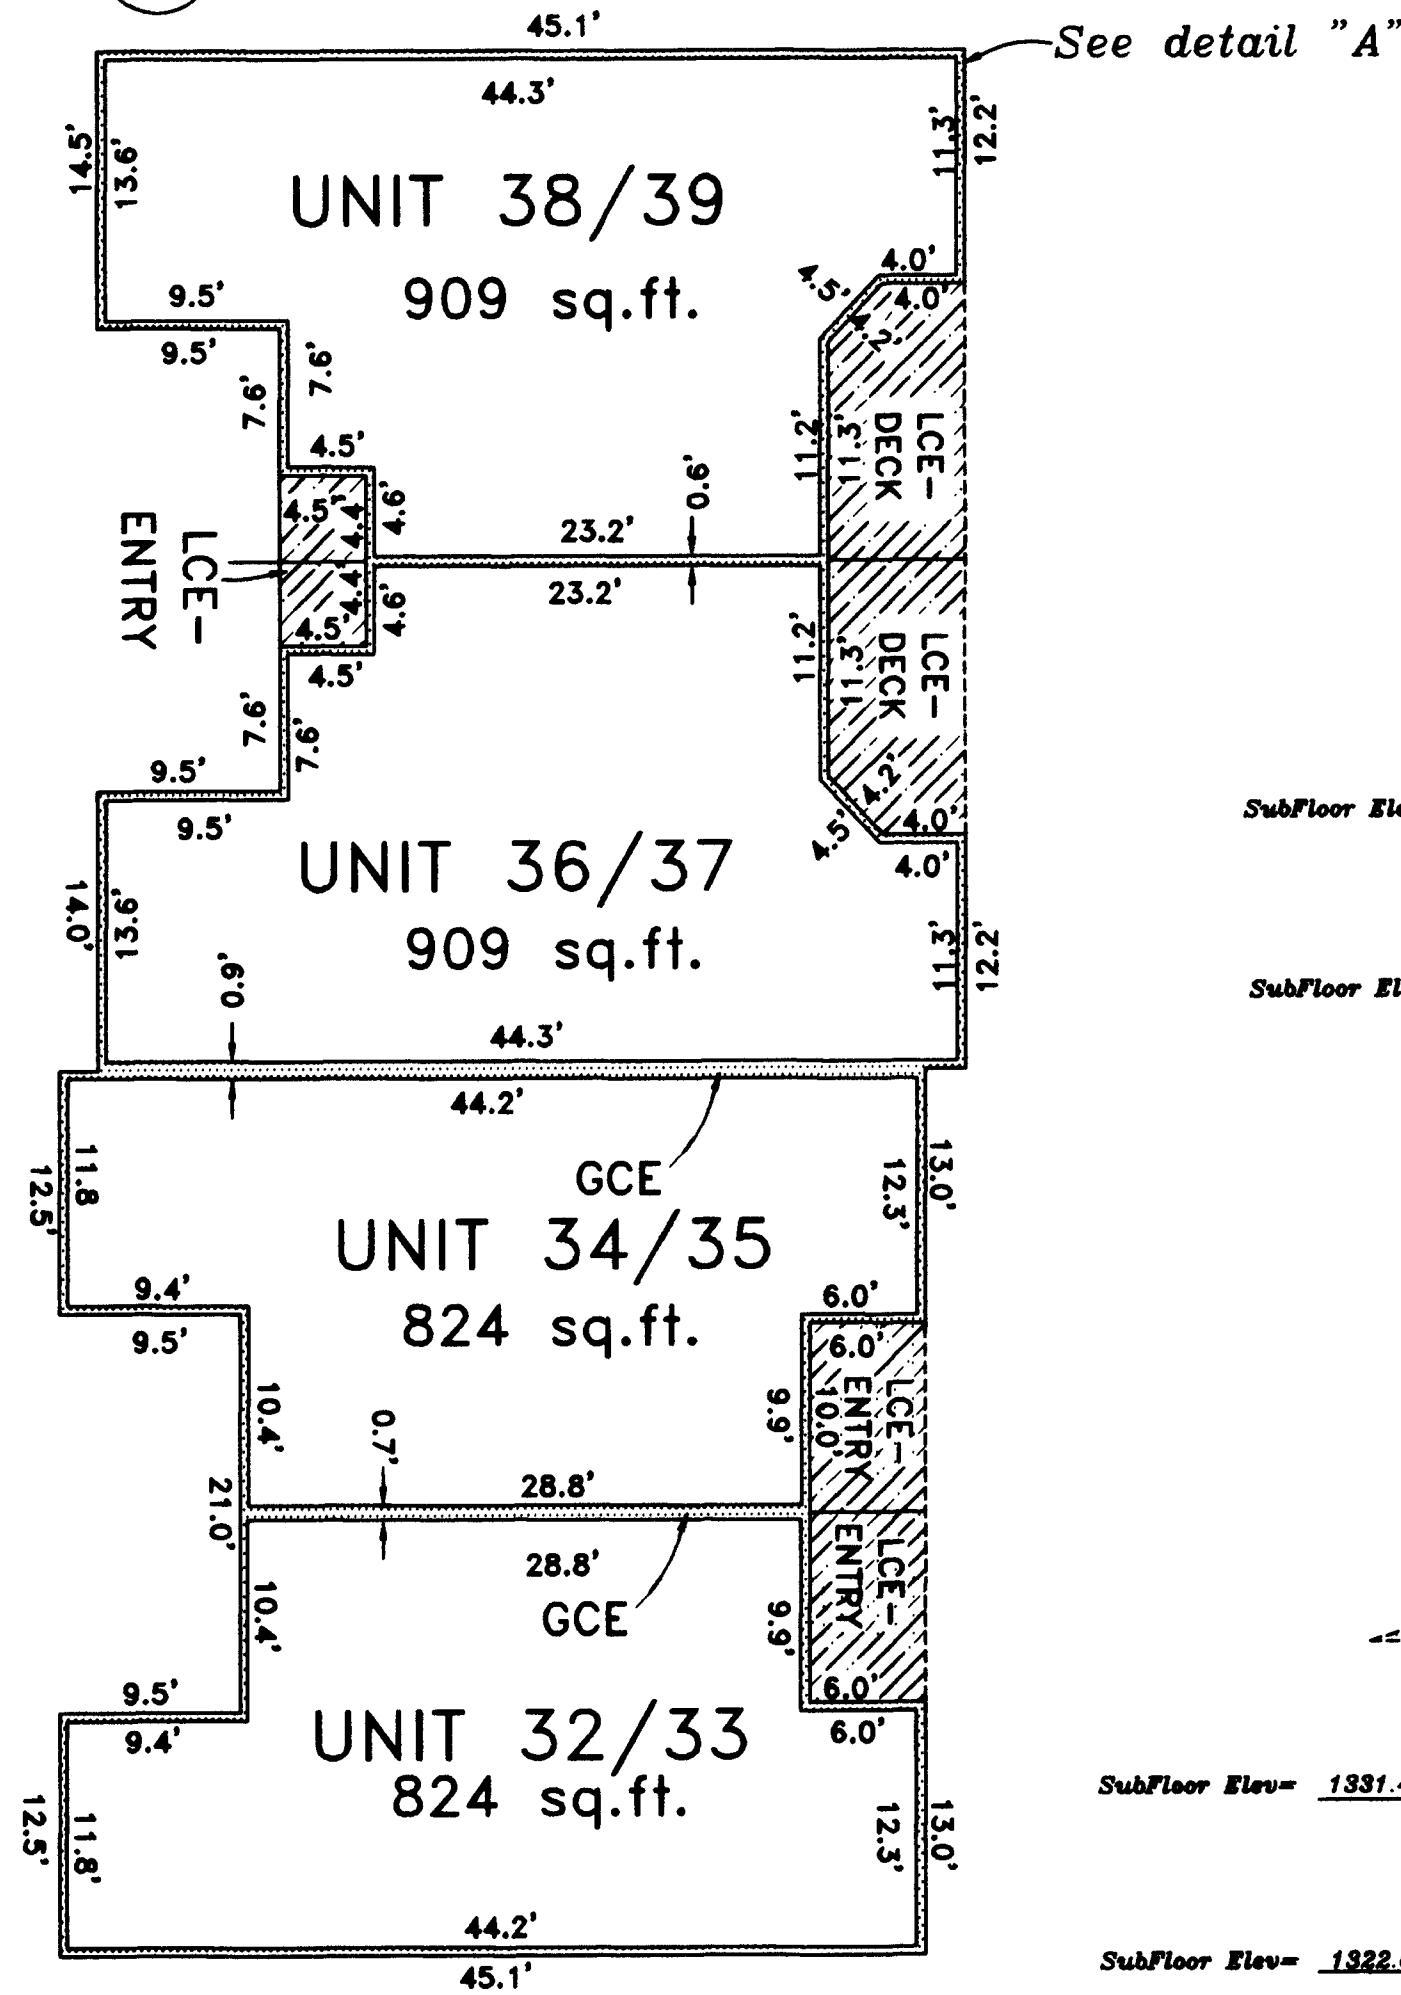 45.1'
See detail "A"
44.3'
14.5'
13.6'
11.3'
12.2'
UNIT 38/39
909 sq.ft.
4.0'
4.0'
4.5'
4.2'
9.5'
9.5'
7.6'
7.6'
4.5'
4.5'
4.4'
4.6'
LCE-
DECK
11.2'
11.3'
0.6'
23.2'
23.2'
LCE-
ENTRY
4.4'
4.6'
4.5'
4.5'
LCE-
DECK
11.2'
11.3'
7.6'
7.6'
9.5'
9.5'
4.2'
4.5'
4.0'
4.0'
SubFloor Ele
UNIT 36/37
909 sq.ft.
14.0'
13.6'
11.3'
12.2'
SubFloor El
0.9'
44.3'
44.2'
GCE
11.8
12.5'
12.3'
13.0'
UNIT 34/35
824 sq.ft.
9.4'
9.5'
6.0'
6.0'
10.4'
0.7'
9.9'
10.0'
LCE-
ENTRY
21.0'
28.8'
28.8'
GCE
10.4'
9.9'
LCE-
ENTRY
9.5'
9.4'
6.0'
6.0'
UNIT 32/33
824 sq.ft.
12.5'
11.8'
12.3'
13.0'
SubFloor Elev= 1331.
44.2'
45.1'
SubFloor Elev= 1322.